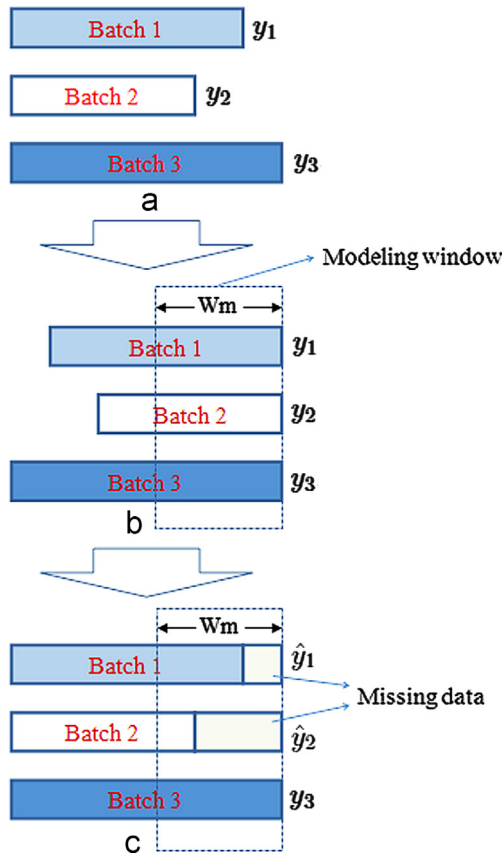 Batch 1 y₁
Batch 2 y₂
Batch 3 y₃
a
Modeling window
Wm
Batch 1 y₁
Batch 2 y₂
Batch 3 y₃
b
Wm
Batch 1 ŷ₁
Missing data
Batch 2 ŷ₂
Batch 3 y₃
c